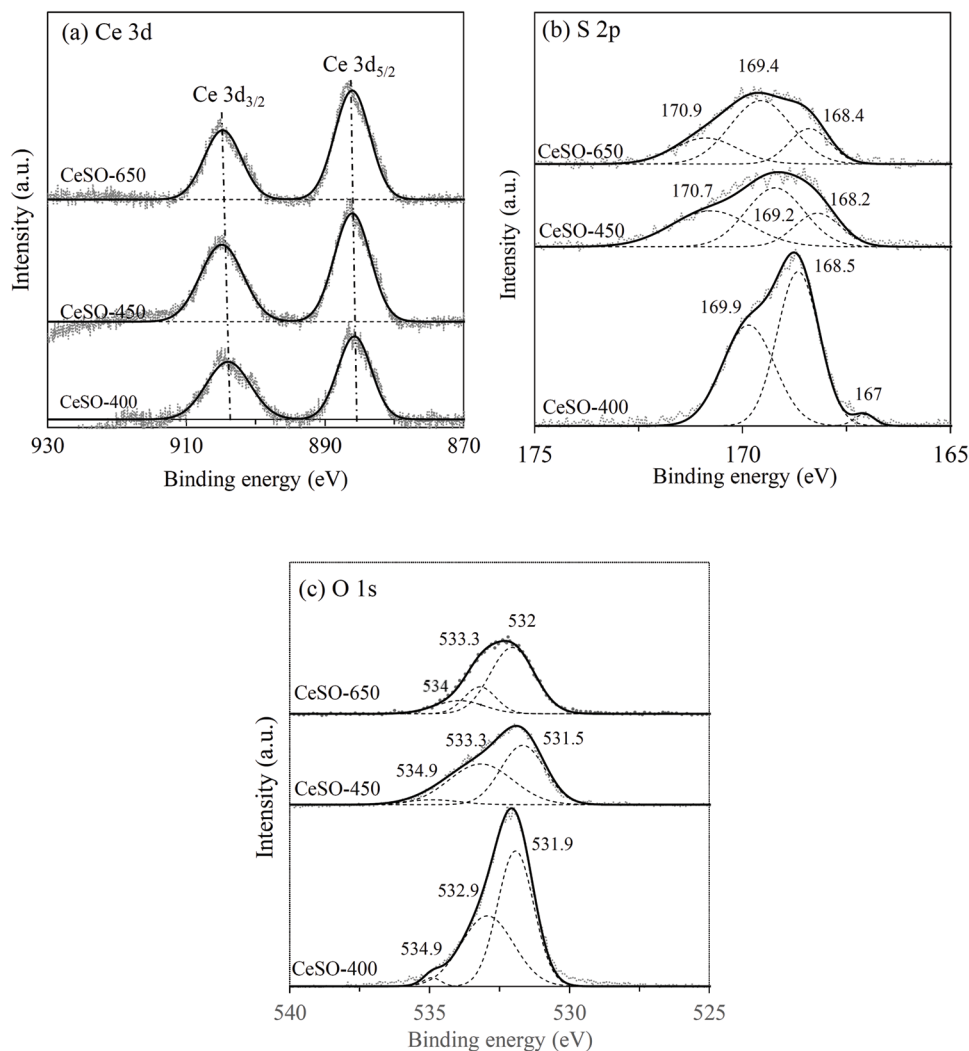 (a) Ce 3d
Ce 3d3/2
Ce 3d5/2
CeSO-650
CeSO-450
CeSO-400
Intensity (a.u.)
930 910 890 870
Binding energy (eV)
(b) S 2p
169.4
170.9
168.4
CeSO-650
170.7
168.2
169.2
CeSO-450
168.5
169.9
167
CeSO-400
Intensity (a.u.)
175 170 165
Binding energy (eV)
(c) O 1s
533.3 532
534
CeSO-650
533.3 531.5
534.9
CeSO-450
531.9
532.9
534.9
CeSO-400
Intensity (a.u.)
540 535 530 525
Binding energy (eV)